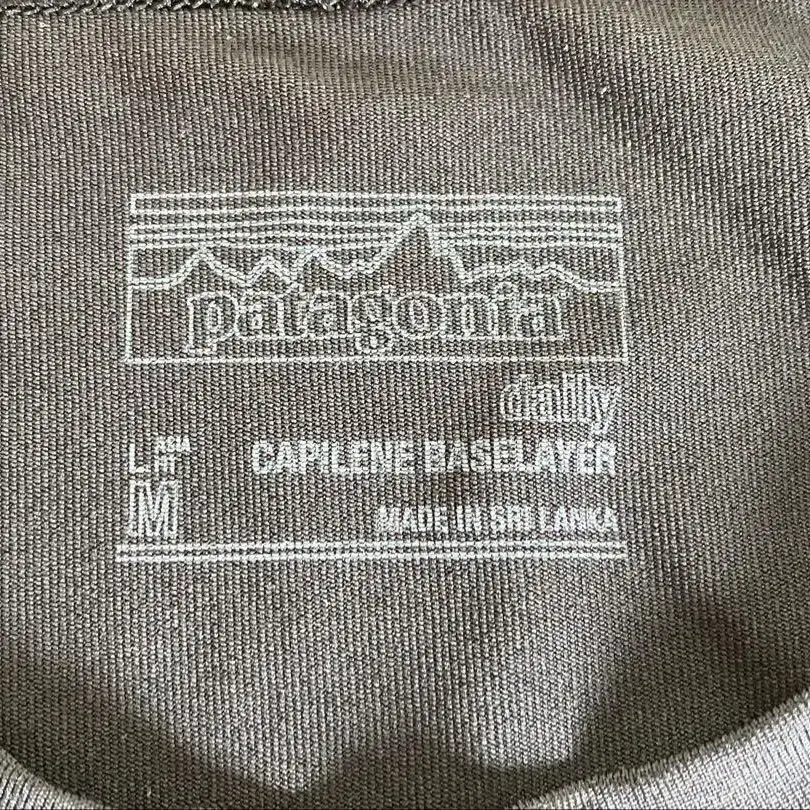 patagonia
daily
L ASIA FIT CAPILENE BASELAYER
M MADE IN SRI LANKA